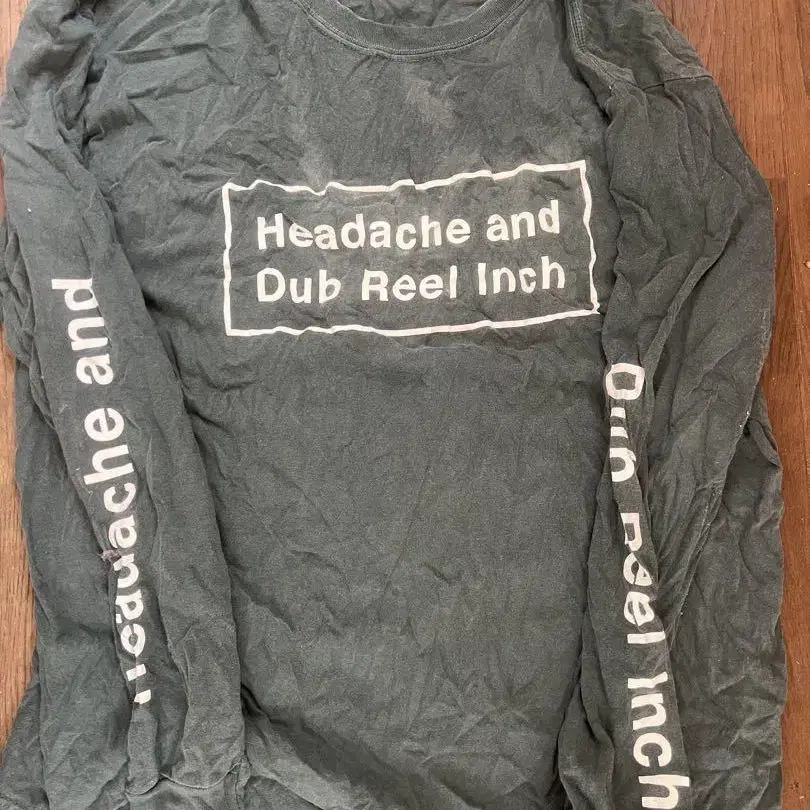 Headache and
Dub Reel Inch
Headache and
Dub Reel Inch